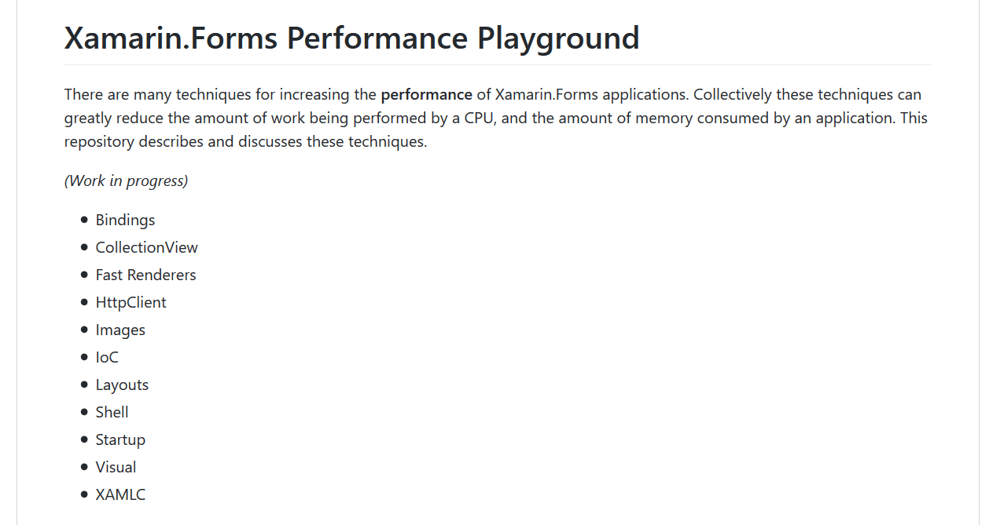 Xamarin.Forms Performance Playground
There are many techniques for increasing the performance of Xamarin.Forms applications. Collectively these techniques can
greatly reduce the amount of work being performed by a CPU, and the amount of memory consumed by an application. This
repository describes and discusses these techniques.
(Work in progress)
• Bindings
• CollectionView
• Fast Renderers
• HttpClient
• Images
• IoC
• Layouts
• Shell
• Startup
• Visual
• XAMLC